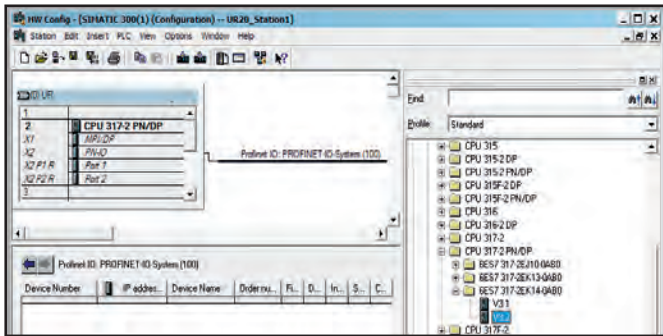 HW Config - [SIMATIC 300(1) (Configuration) -- UR20_Station1]
Station Edit Insert PLC View Options Window Help
(0) UR
1
2 CPU 317-2 PN/DP
X1 MPI/DP
X2 PN-IO
X2 P1 R Port 1
X2 P2 R Port 2
3
Profinet IO: PROFINET-IO-System (100)
Find:
Profile: Standard
CPU 315
CPU 315-2 DP
CPU 315-2 PN/DP
CPU 315F-2 DP
CPU 315F-2 PN/DP
CPU 316
CPU 316-2 DP
CPU 317-2
CPU 317-2 PN/DP
6ES7 317-2EJ10-0AB0
6ES7 317-2EK13-0AB0
6ES7 317-2EK14-0AB0
V3.1
V3.2
CPU 317F-2
Profinet IO: PROFINET-IO-System (100)
Device Number IP addres... Device Name Order nu... Fi... D... In... S... C...